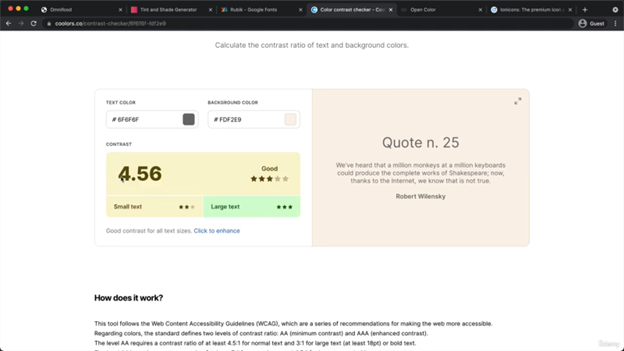 Omnifood
Tint and Shade Generator
Rubik - Google Fonts
Color contrast checker - Coo
Open Color
Ionicons: The premium icon
coolors.co/contrast-checker/6f6f6f-fdf2e9
Guest
Calculate the contrast ratio of text and background colors.
TEXT COLOR
BACKGROUND COLOR
# 6F6F6F
# FDF2E9
CONTRAST
4.56
Good
Small text
Large text
Good contrast for all text sizes. Click to enhance
Quote n. 25
We've heard that a million monkeys at a million keyboards
could produce the complete works of Shakespeare; now,
thanks to the Internet, we know that is not true.
Robert Wilensky
How does it work?
This tool follows the Web Content Accessibility Guidelines (WCAG), which are a series of recommendations for making the web more accessible.
Regarding colors, the standard defines two levels of contrast ratio: AA (minimum contrast) and AAA (enhanced contrast).
The level AA requires a contrast ratio of at least 4.5:1 for normal text and 3:1 for large text (at least 18pt) or bold text.
Udemy